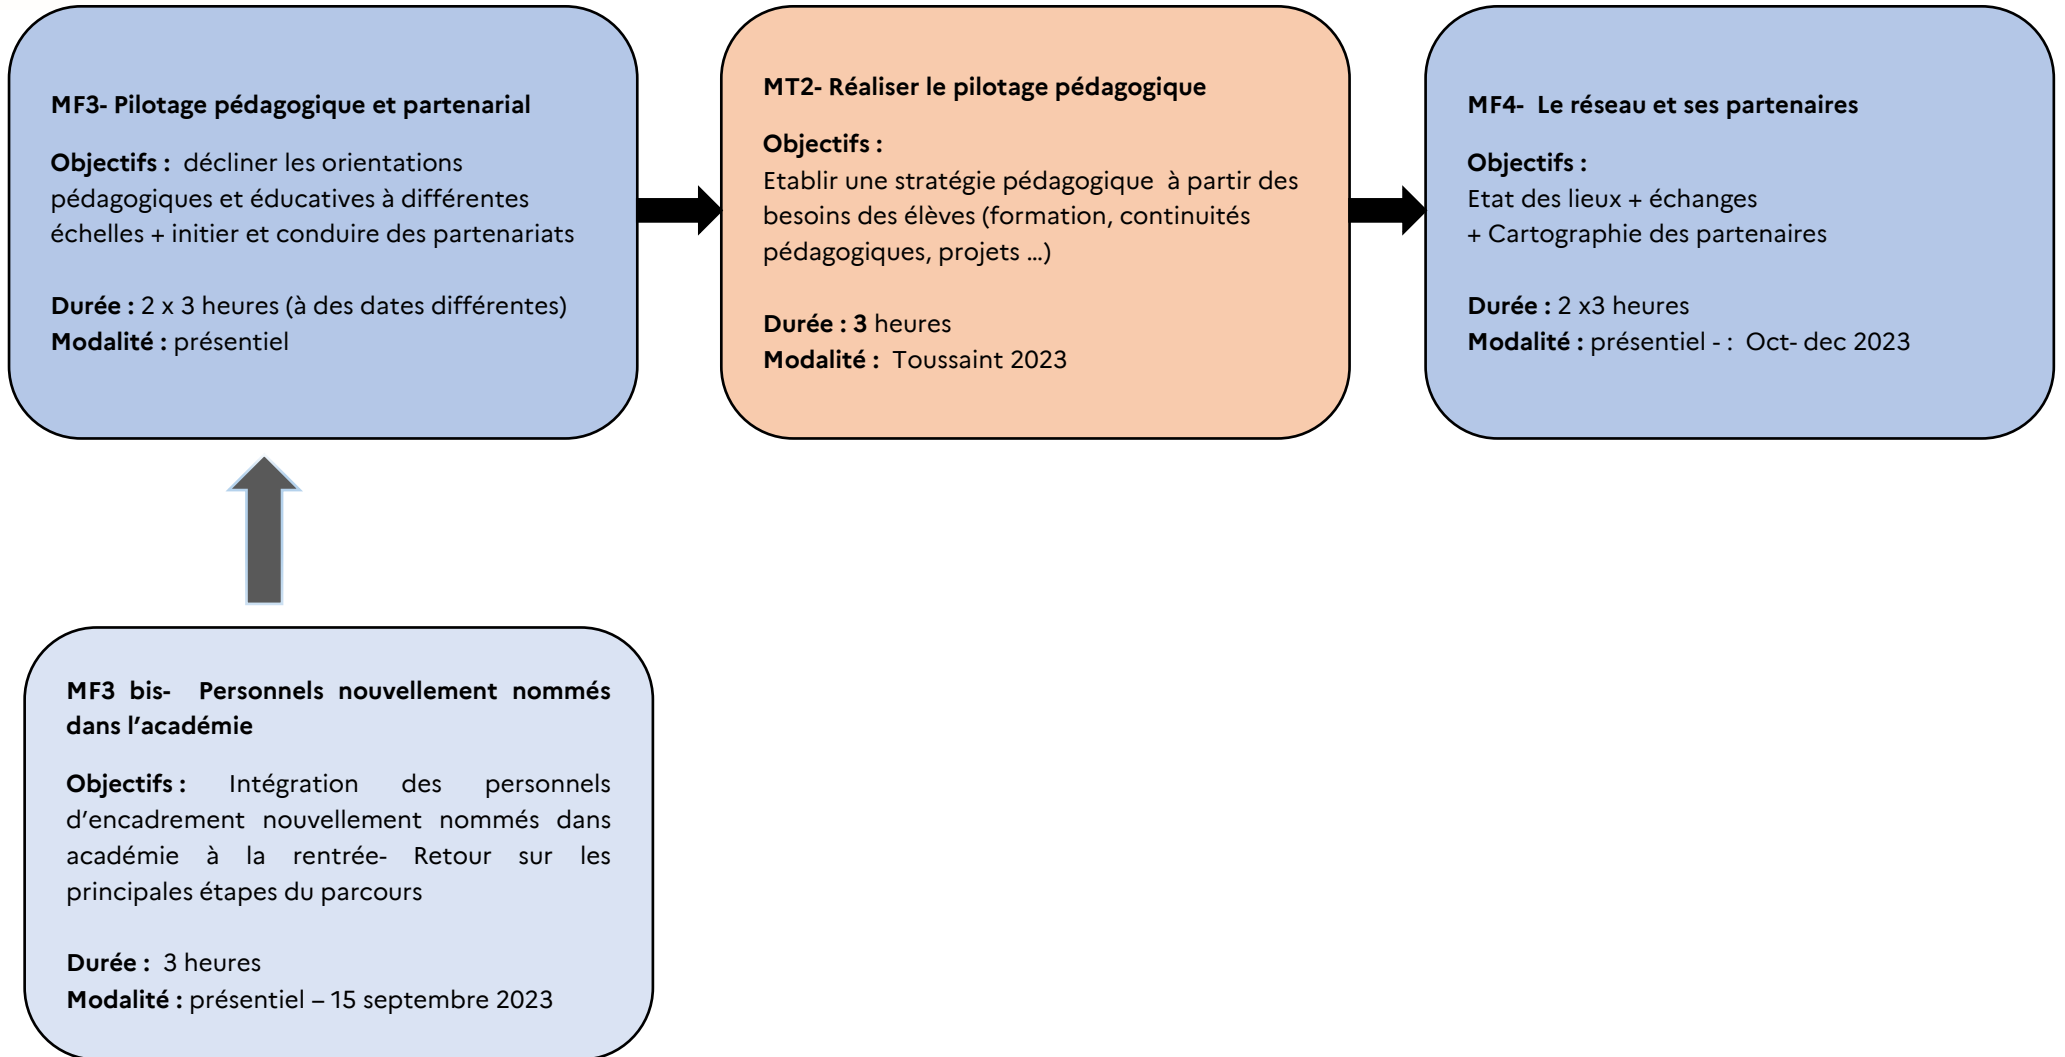 MF3- Pilotage pédagogique et partenarial
Objectifs : décliner les orientations
pédagogiques et éducatives à différentes
échelles + initier et conduire des partenariats
Durée : 2 x 3 heures (à des dates différentes)
Modalité : présentiel
MT2- Réaliser le pilotage pédagogique
Objectifs :
Etablir une stratégie pédagogique à partir des
besoins des élèves (formation, continuités
pédagogiques, projets …)
Durée : 3 heures
Modalité : Toussaint 2023
MF4- Le réseau et ses partenaires
Objectifs :
Etat des lieux + échanges
+ Cartographie des partenaires
Durée : 2 x3 heures
Modalité : présentiel - : Oct- dec 2023
MF3 bis- Personnels nouvellement nommés
dans l’académie
Objectifs : Intégration des personnels
d’encadrement nouvellement nommés dans
académie à la rentrée- Retour sur les
principales étapes du parcours
Durée : 3 heures
Modalité : présentiel – 15 septembre 2023